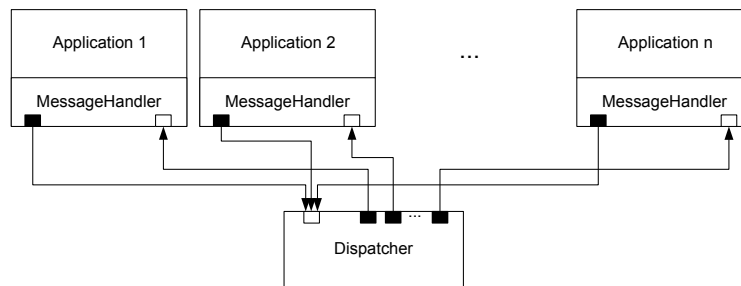 Application 1
Application 2
...
Application n
MessageHandler
MessageHandler
MessageHandler
...
Dispatcher